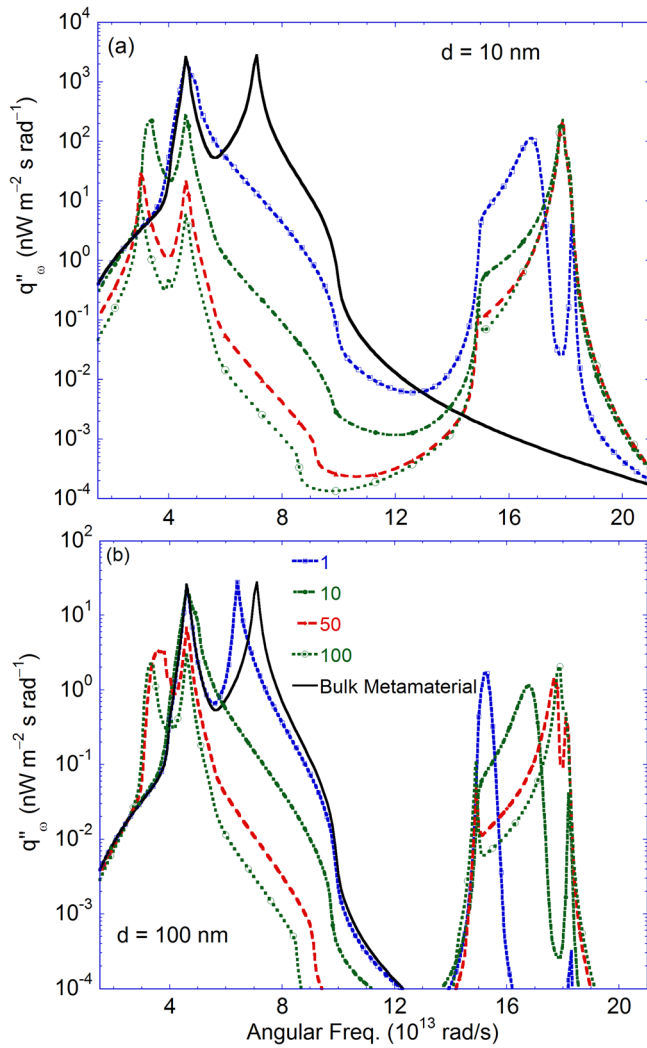 (a)
d = 10 nm
q"ω (nW m⁻² s rad⁻¹)
10⁴
10³
10²
10¹
10⁰
10⁻¹
10⁻²
10⁻³
10⁻⁴
4 8 12 16 20
(b)
1
10
50
100
Bulk Metamaterial
d = 100 nm
q"ω (nW m⁻² s rad⁻¹)
10²
10¹
10⁰
10⁻¹
10⁻²
10⁻³
10⁻⁴
4 8 12 16 20
Angular Freq. (10¹³ rad/s)